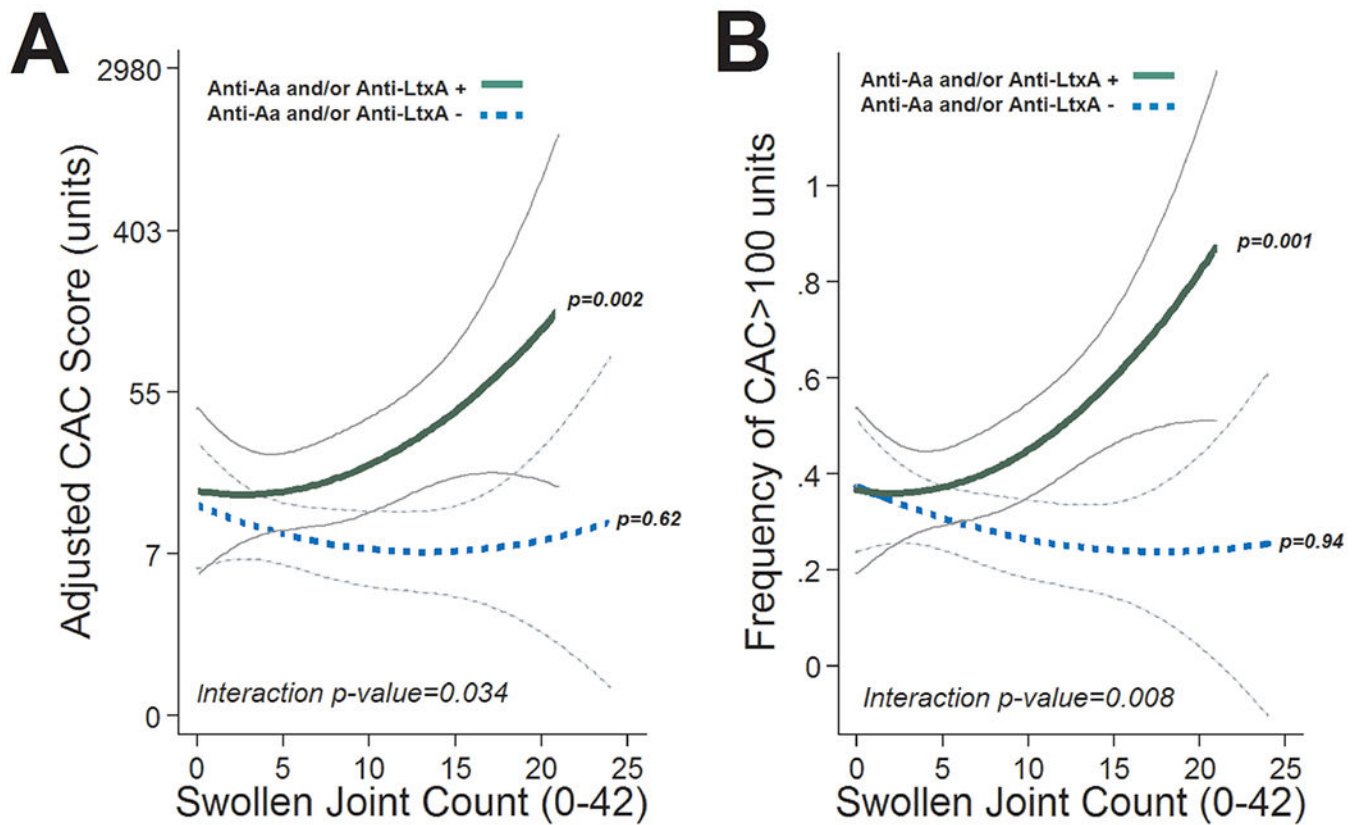 A
2980
403
55
7
0
Adjusted CAC Score (units)
Anti-Aa and/or Anti-LtxA +
Anti-Aa and/or Anti-LtxA -
p=0.002
p=0.62
Interaction p-value=0.034
0 5 10 15 20 25
Swollen Joint Count (0-42)
B
1
.8
.6
.4
.2
0
Frequency of CAC>100 units
Anti-Aa and/or Anti-LtxA +
Anti-Aa and/or Anti-LtxA -
p=0.001
p=0.94
Interaction p-value=0.008
0 5 10 15 20 25
Swollen Joint Count (0-42)